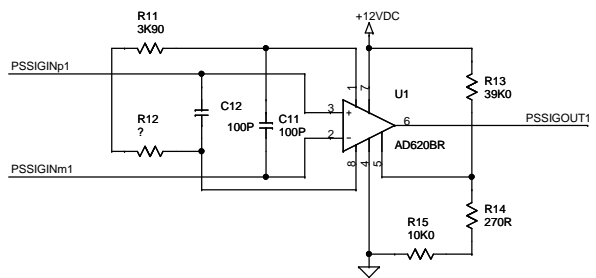 +12VDC
R11
3K90
PSSIGINp1
R13
39K0
C12
100P
C11
100P
U1
1
7
3
+
2
-
6
PSSIGOUT1
R12
?
AD620BR
8
4
5
PSSIGINm1
R14
270R
R15
10K0